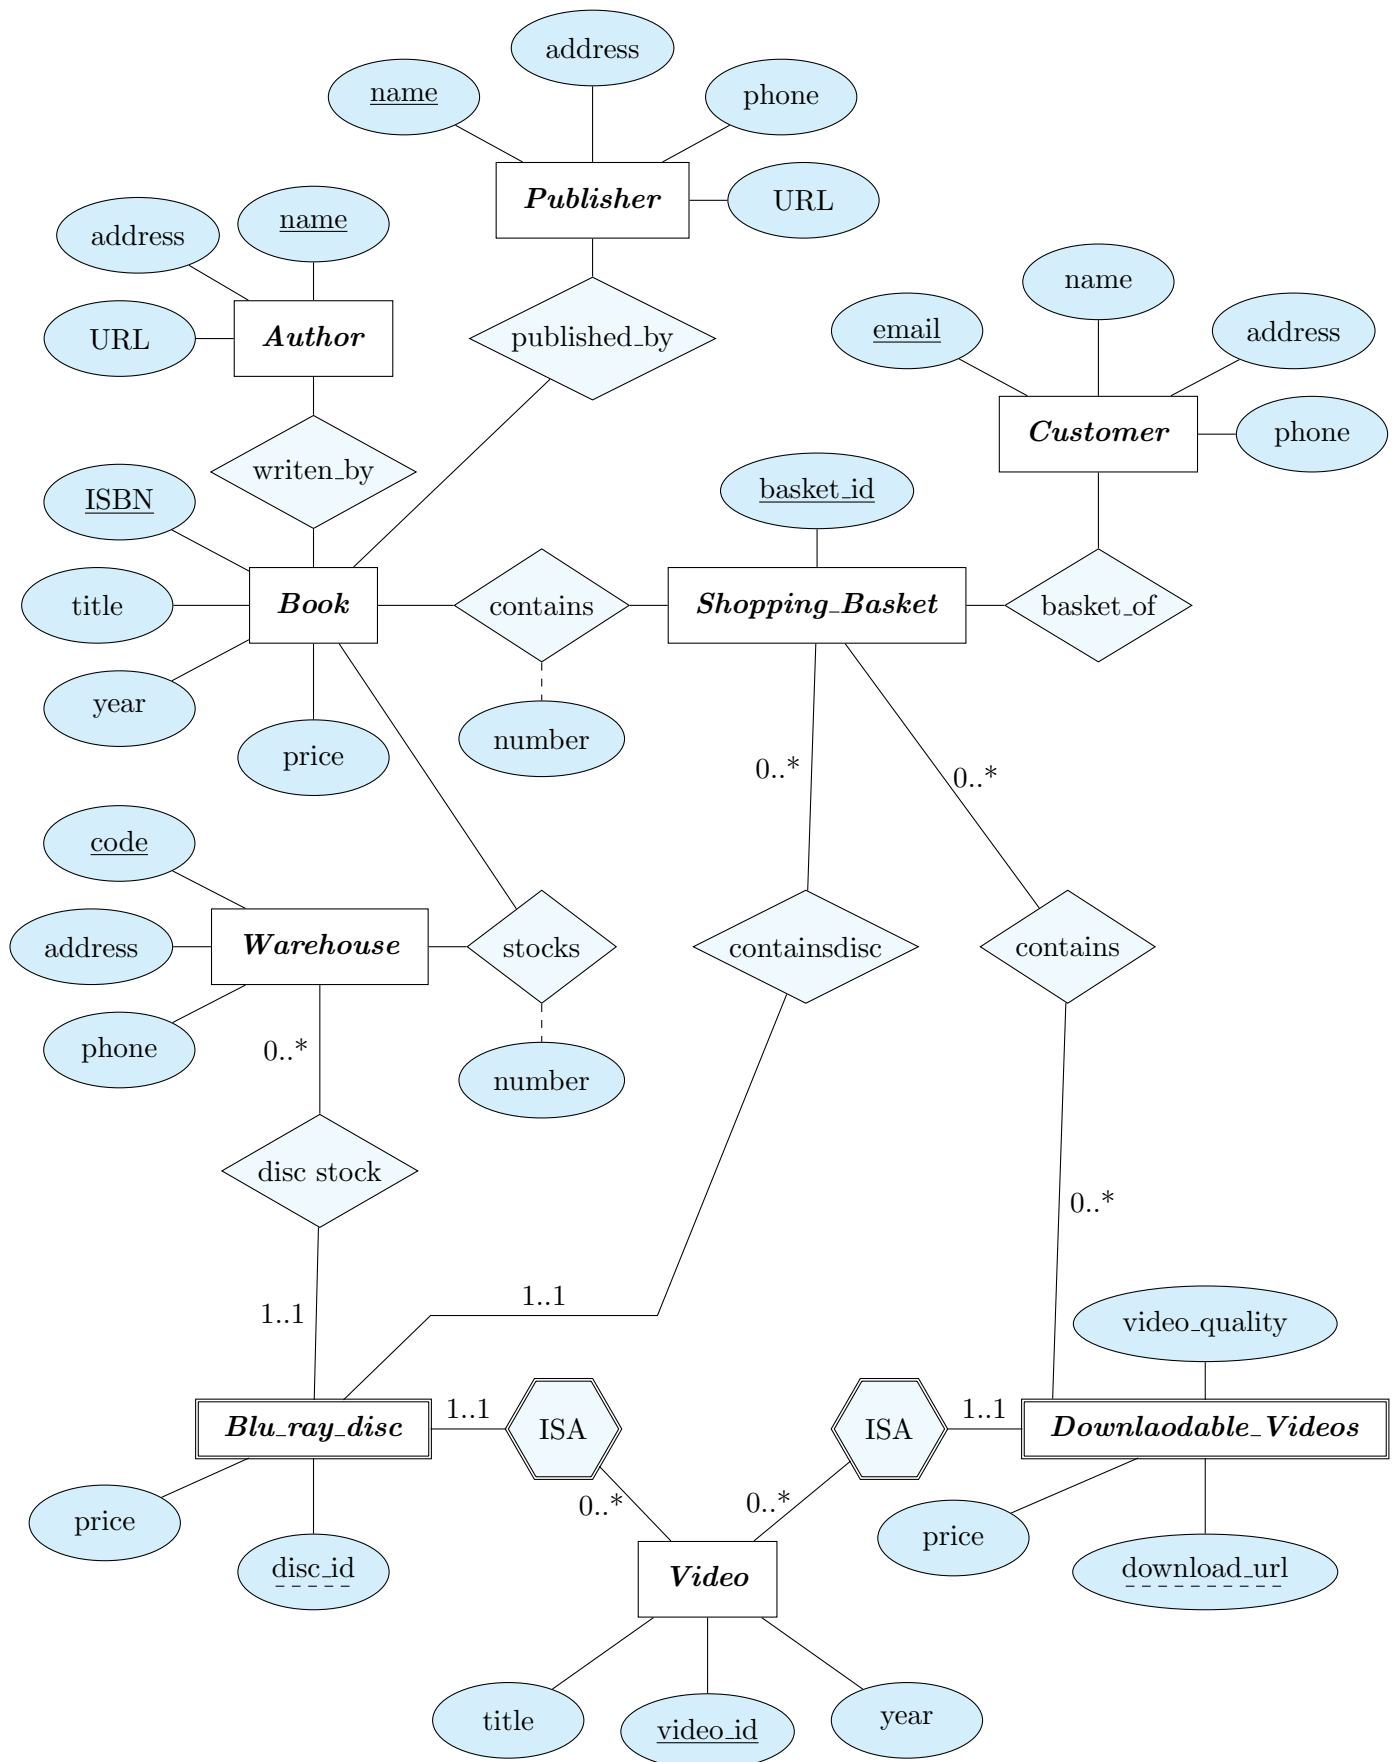 address
name
phone
Publisher
URL
name
address
name
email
address
URL
Author
published_by
Customer
phone
writen_by
ISBN
basket_id
title
Book
contains
Shopping_Basket
basket_of
year
price
number
0..*
0..*
code
address
Warehouse
stocks
containsdisc
contains
phone
0..*
number
disc stock
0..*
1..1
1..1
video_quality
Blu_ray_disc
1..1
ISA
ISA
1..1
Downlaodable_Videos
price
0..*
0..*
price
disc_id
Video
download_url
title
video_id
year